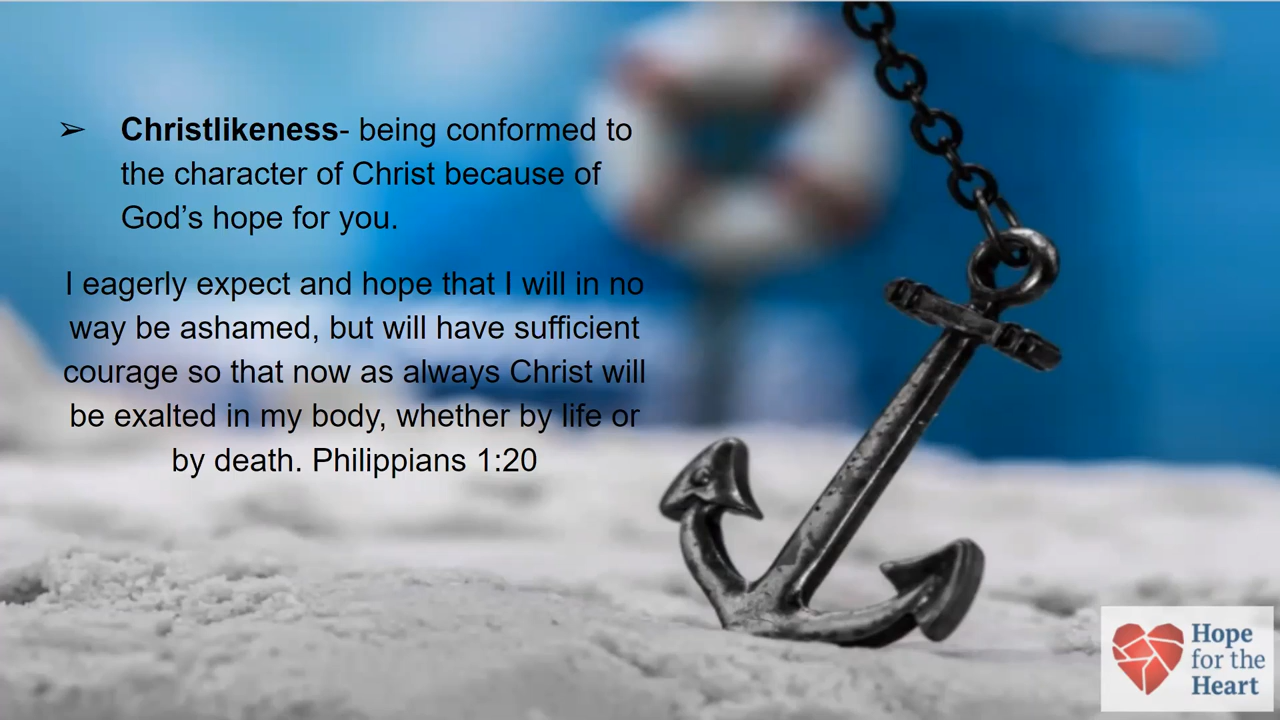 ➢ Christlikeness- being conformed to
the character of Christ because of
God’s hope for you.
I eagerly expect and hope that I will in no
way be ashamed, but will have sufficient
courage so that now as always Christ will
be exalted in my body, whether by life or
by death. Philippians 1:20
Hope
for the
Heart